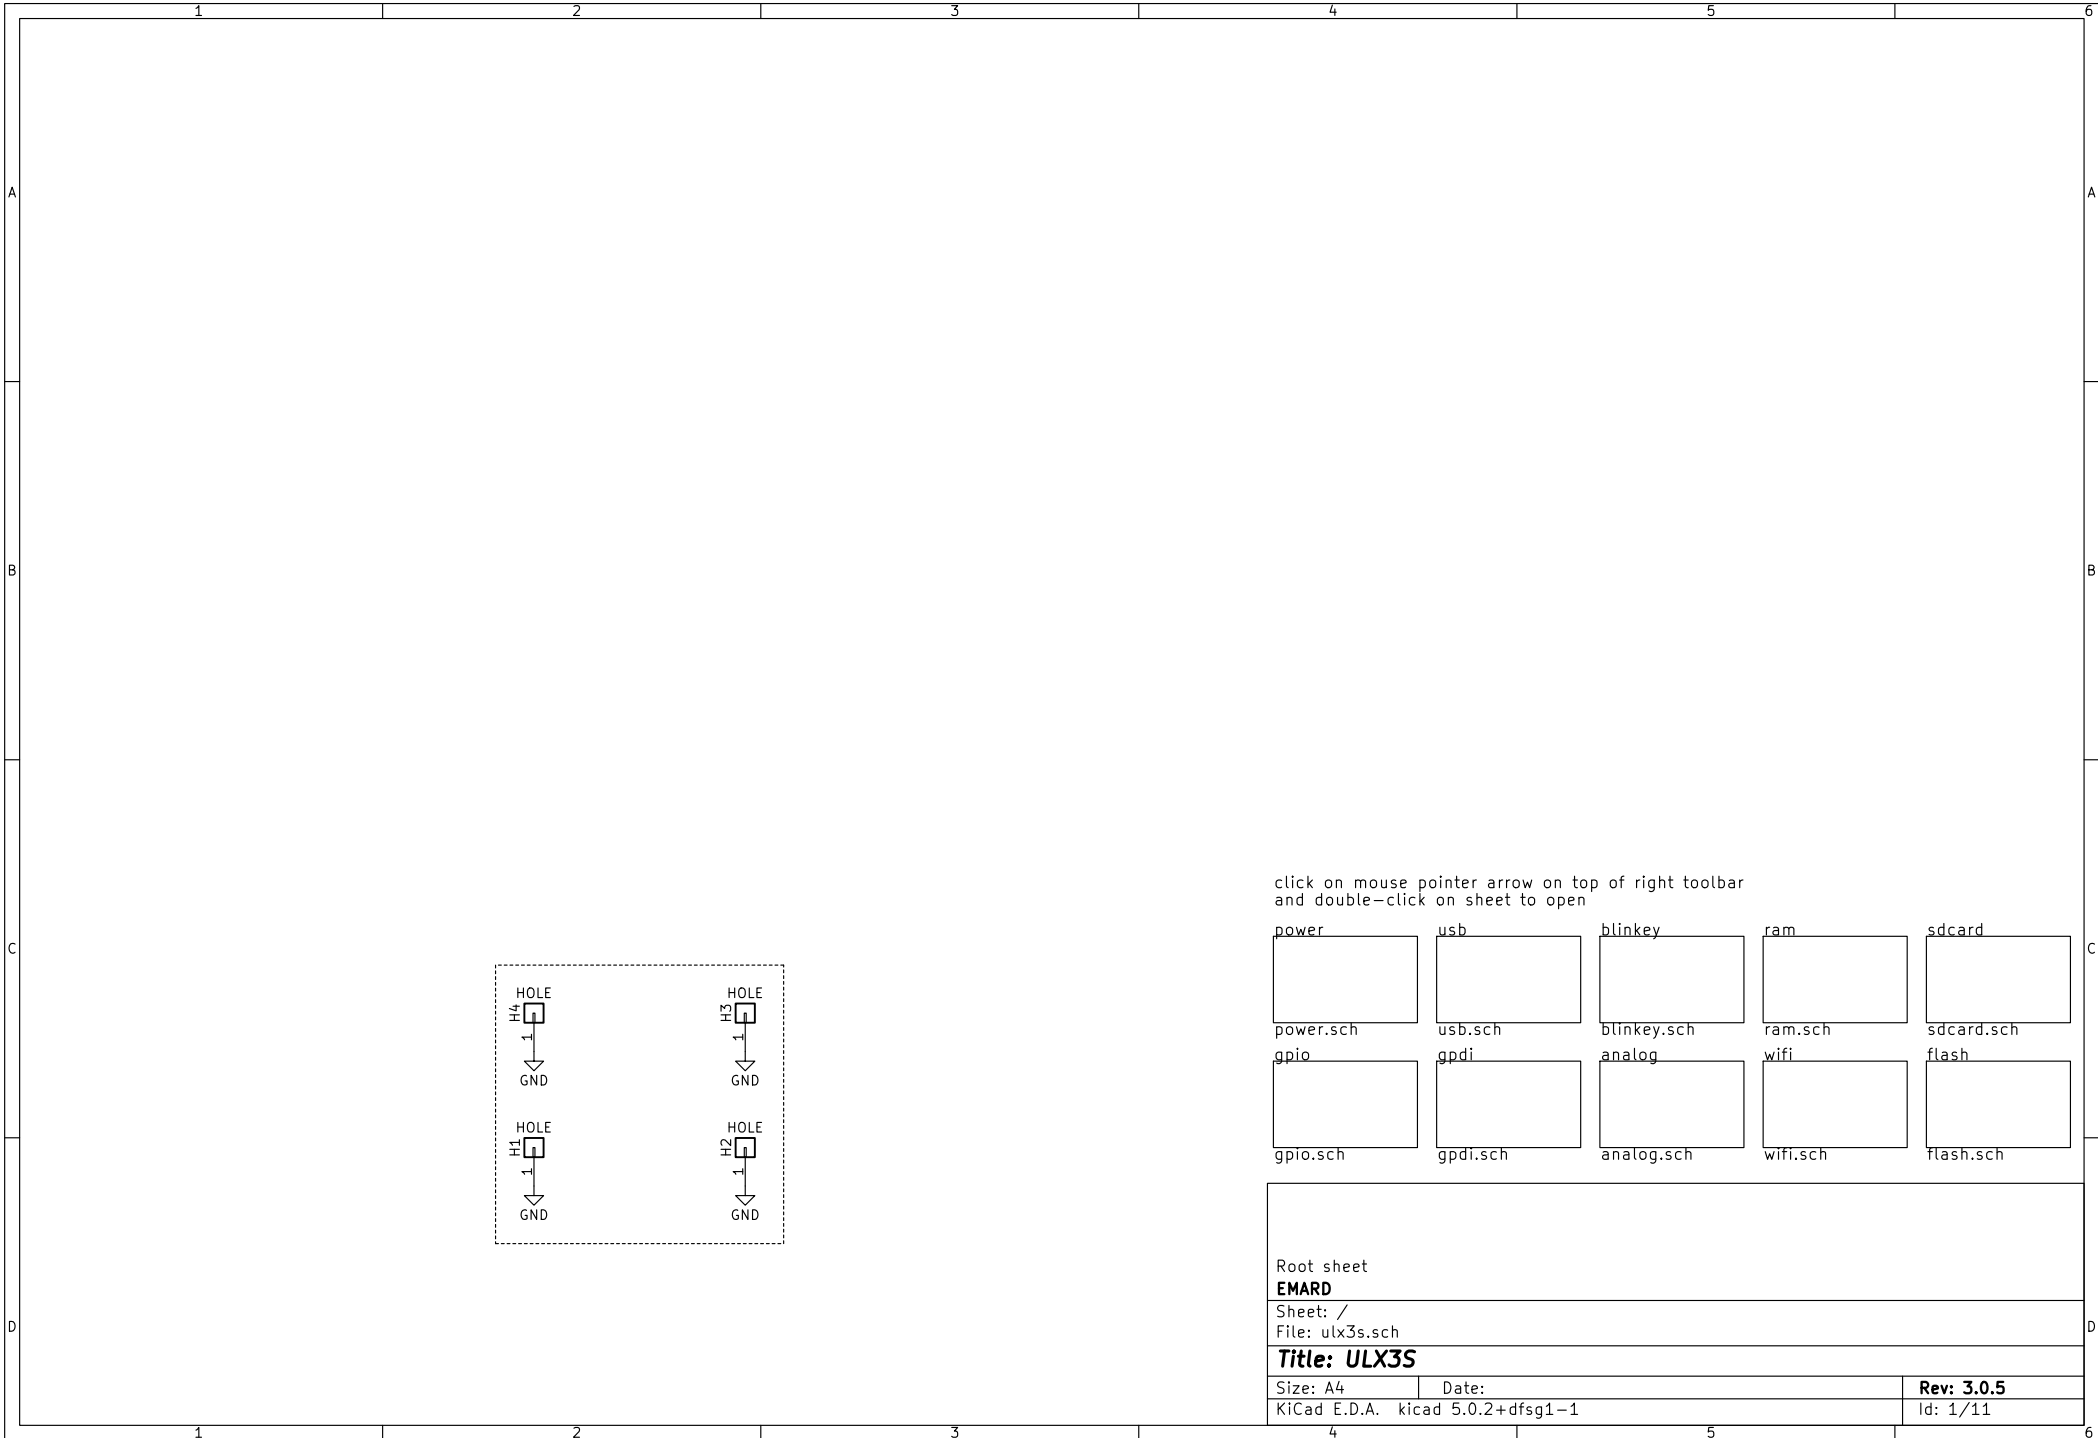 1 2 3 4 5 6
A A
B B
click on mouse pointer arrow on top of right toolbar
and double-click on sheet to open
power usb blinkey ram sdcard
C C
HOLE HOLE
H4 H3
power.sch usb.sch blinkey.sch ram.sch sdcard.sch
1 1
gpio gpdi analog wifi flash
GND GND
HOLE HOLE
H1 H2
gpio.sch gpdi.sch analog.sch wifi.sch flash.sch
1 1
GND GND
Root sheet
EMARD
Sheet: /
D D
File: ulx3s.sch
Title: ULX3S
Size: A4 Date: Rev: 3.0.5
KiCad E.D.A. kicad 5.0.2+dfsg1-1 Id: 1/11
1 2 3 4 5 6